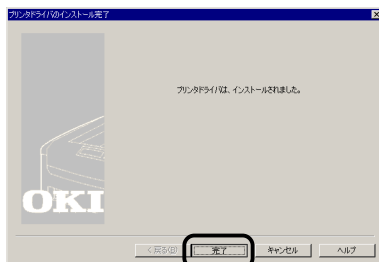 プリンタドライバのインストール完了
プリンタドライバは、インストールされました。
OKI
< 戻る(B)
完了
キャンセル
ヘルプ